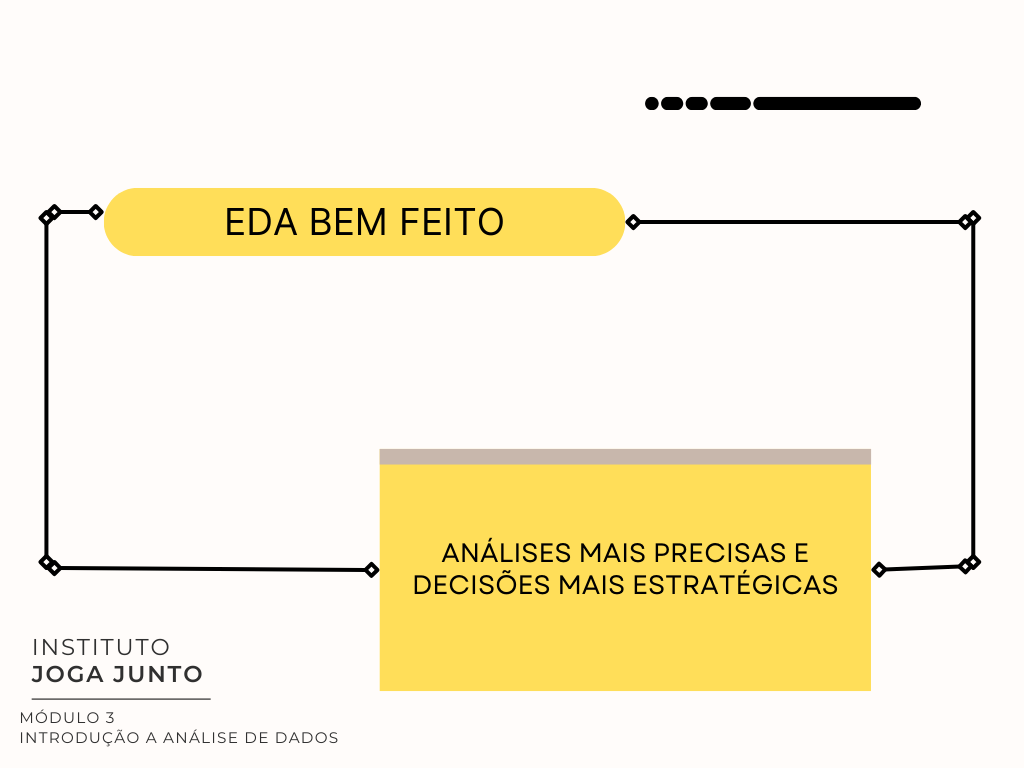 EDA BEM FEITO
ANÁLISES MAIS PRECISAS E
DECISÕES MAIS ESTRATÉGICAS
INSTITUTO
JOGA JUNTO
MÓDULO 3
INTRODUÇÃO A ANÁLISE DE DADOS